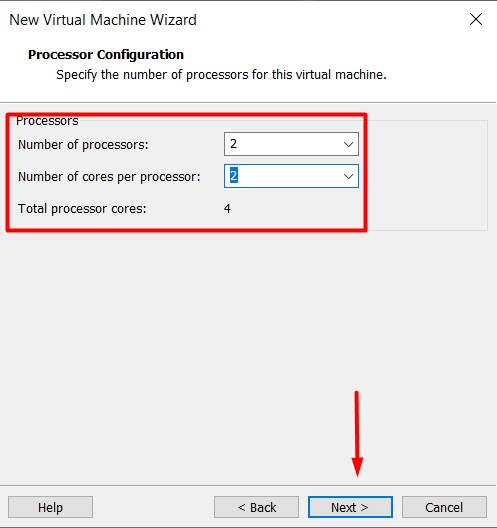 New Virtual Machine Wizard
Processor Configuration
Specify the number of processors for this virtual machine.
Processors
Number of processors: 2
Number of cores per processor: 2
Total processor cores: 4
Help < Back Next > Cancel